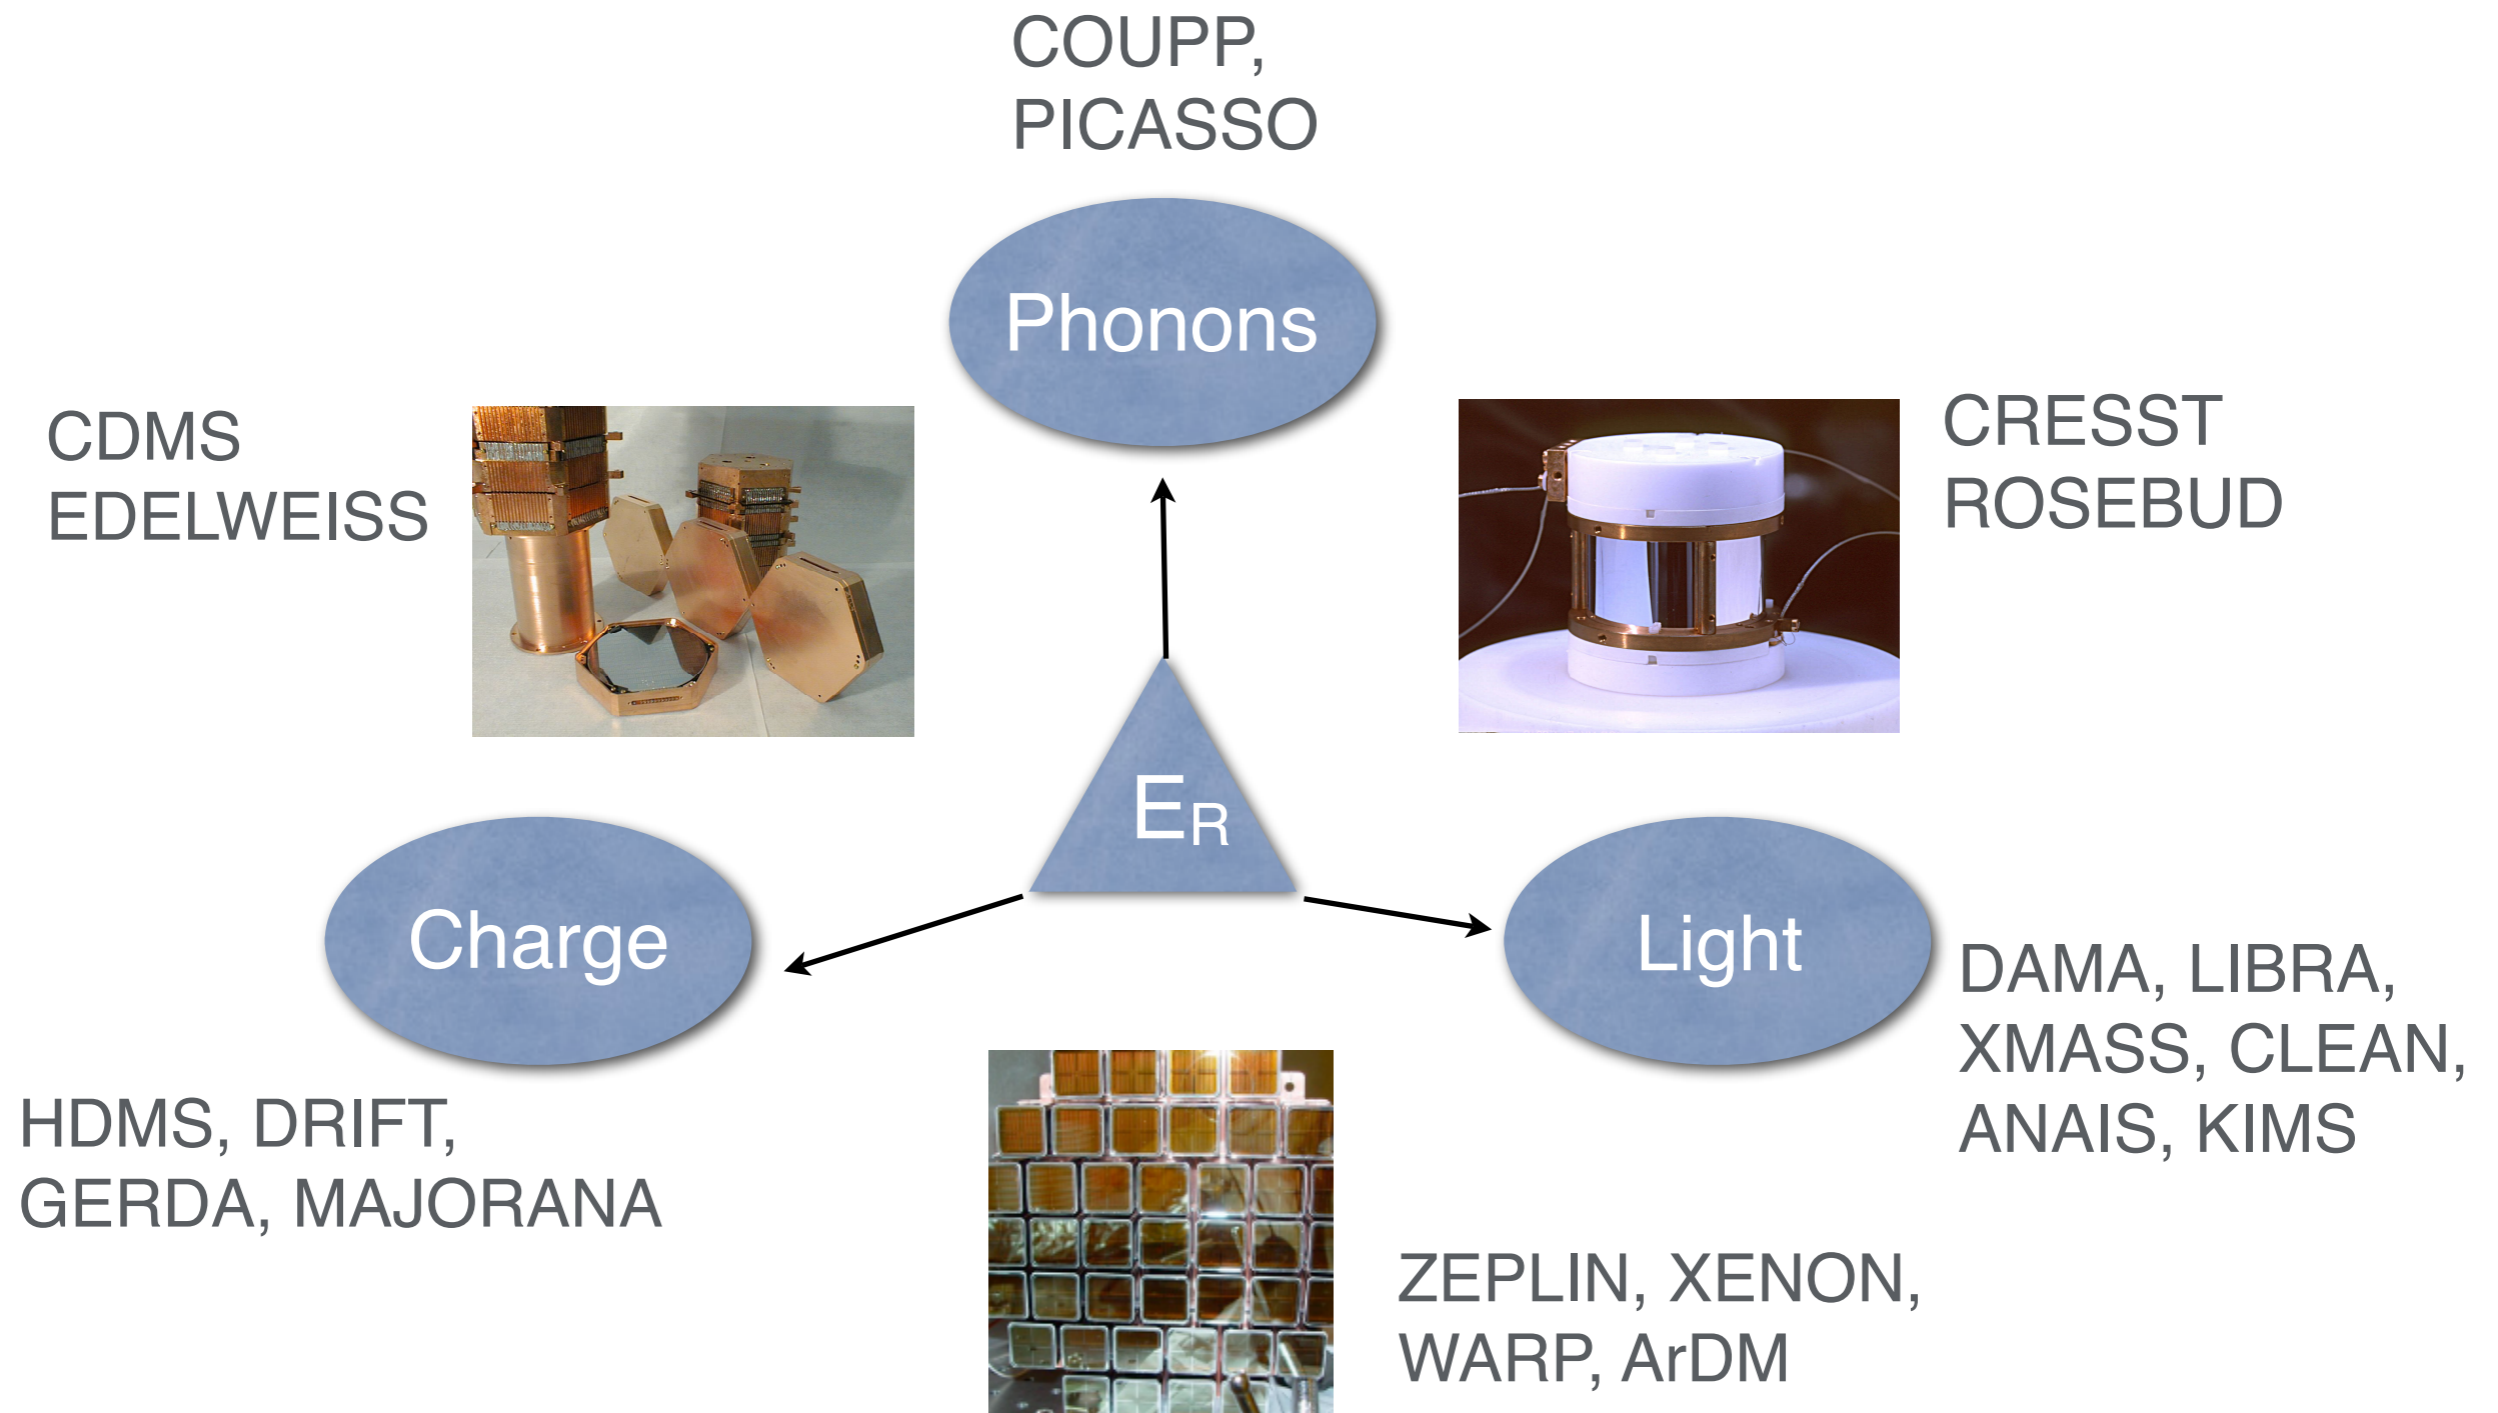 COUPP,
PICASSO
Phonons
CDMS
EDELWEISS
CRESST
ROSEBUD
ER
Charge
Light
DAMA, LIBRA,
XMASS, CLEAN,
ANAIS, KIMS
HDMS, DRIFT,
GERDA, MAJORANA
ZEPLIN, XENON,
WARP, ArDM